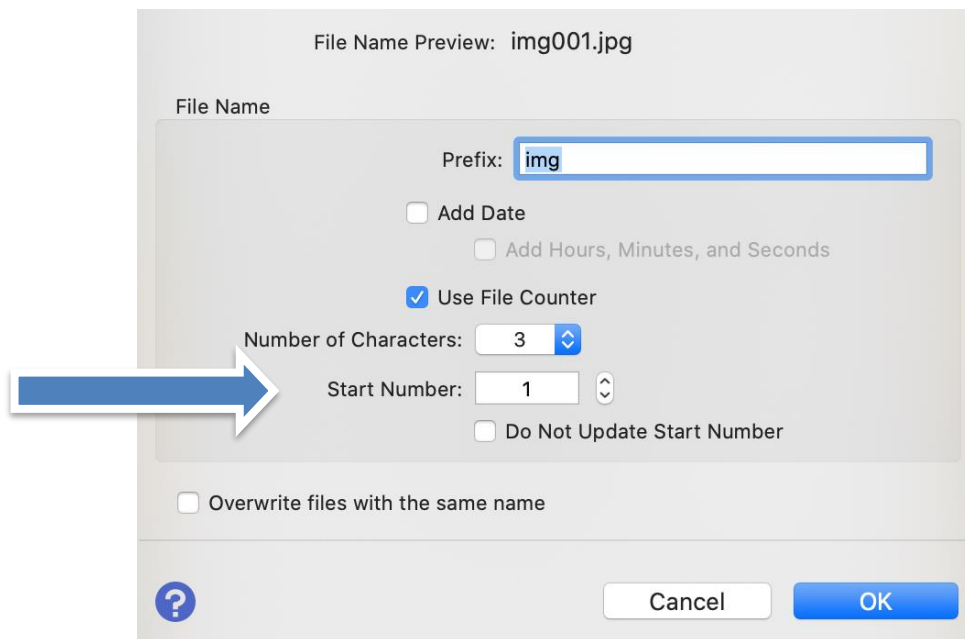 File Name Preview: img001.jpg
File Name
Prefix: img
Add Date
Add Hours, Minutes, and Seconds
Use File Counter
Number of Characters: 3
Start Number: 1
Do Not Update Start Number
Overwrite files with the same name
? Cancel OK